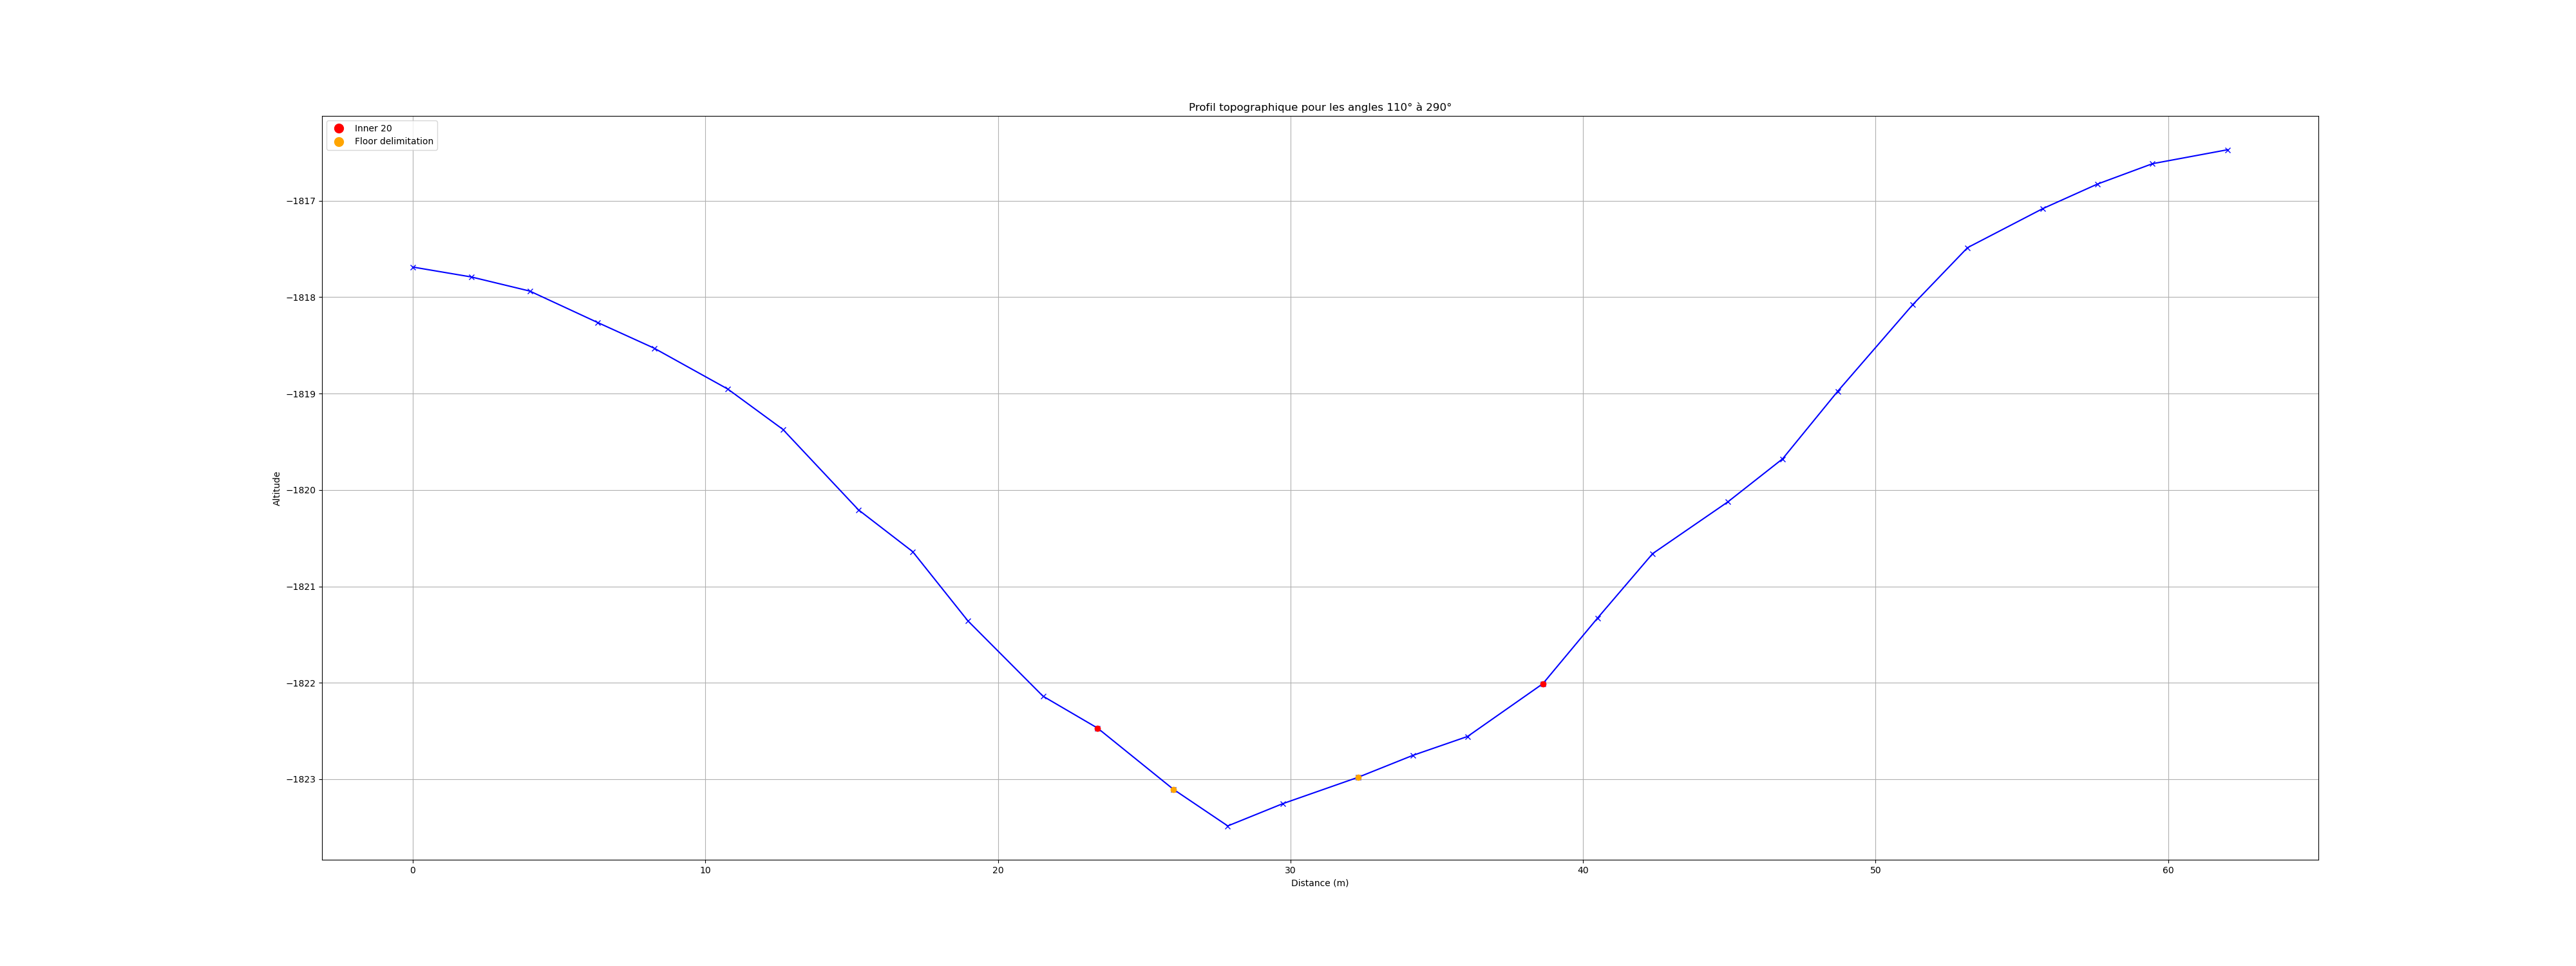 Profil topographique pour les angles 110° à 290°
Inner 20
Floor delimitation
Altitude
−1817
−1818
−1819
−1820
−1821
−1822
−1823
0 10 20 30 40 50 60
Distance (m)